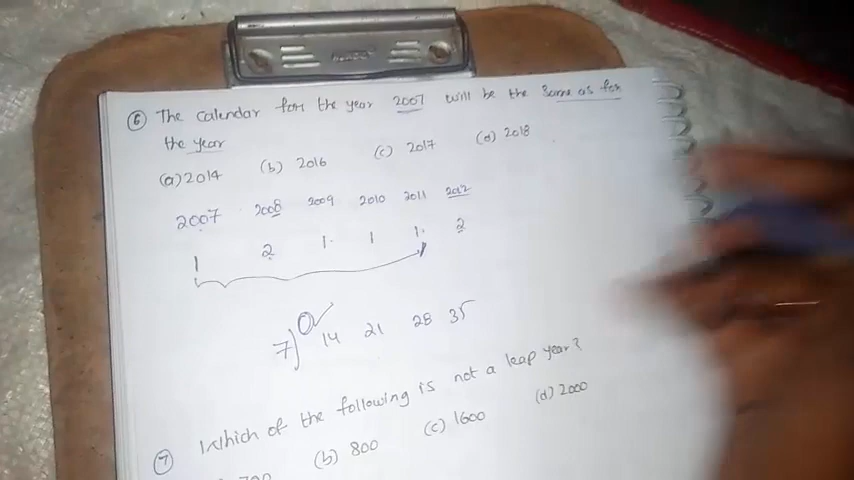 6 The Calendar for the year 2007 will be the Same as for
the year
(a) 2014 (b) 2016 (c) 2017 (d) 2018
2007 2008 2009 2010 2011 2012
1 2 1 1 1 2
7) 0 14 21 28 35
7 Which of the following is not a leap year?
(b) 800 (c) 1600 (d) 2000